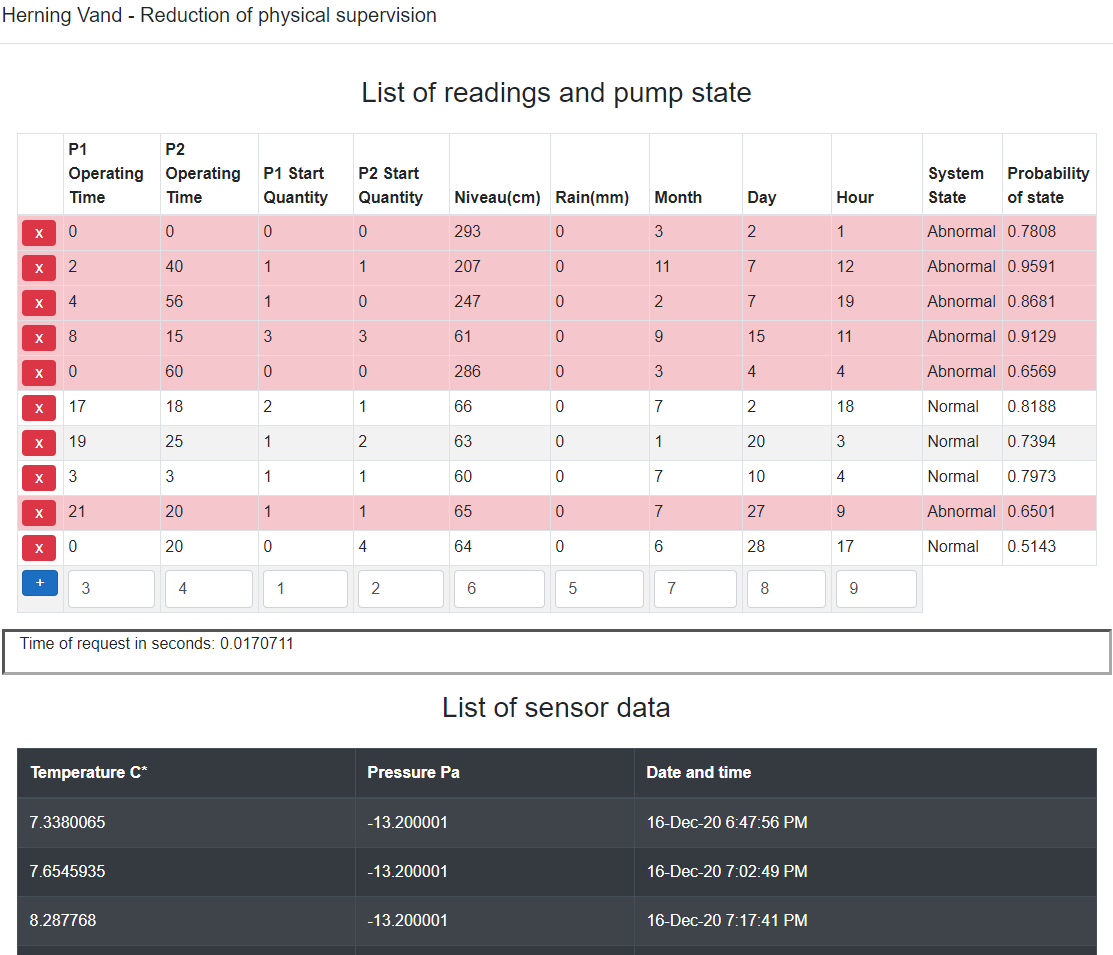 Herning Vand - Reduction of physical supervision
List of readings and pump state
P1 Operating Time P2 Operating Time P1 Start Quantity P2 Start Quantity Niveau(cm) Rain(mm) Month Day Hour System State Probability of state
x 0 0 0 0 293 0 3 2 1 Abnormal 0.7808
x 2 40 1 1 207 0 11 7 12 Abnormal 0.9591
x 4 56 1 0 247 0 2 7 19 Abnormal 0.8681
x 8 15 3 3 61 0 9 15 11 Abnormal 0.9129
x 0 60 0 0 286 0 3 4 4 Abnormal 0.6569
x 17 18 2 1 66 0 7 2 18 Normal 0.8188
x 19 25 1 2 63 0 1 20 3 Normal 0.7394
x 3 3 1 1 60 0 7 10 4 Normal 0.7973
x 21 20 1 1 65 0 7 27 9 Abnormal 0.6501
x 0 20 0 4 64 0 6 28 17 Normal 0.5143
+ 3 4 1 2 6 5 7 8 9
Time of request in seconds: 0.0170711
List of sensor data
Temperature C* Pressure Pa Date and time
7.3380065 -13.200001 16-Dec-20 6:47:56 PM
7.6545935 -13.200001 16-Dec-20 7:02:49 PM
8.287768 -13.200001 16-Dec-20 7:17:41 PM